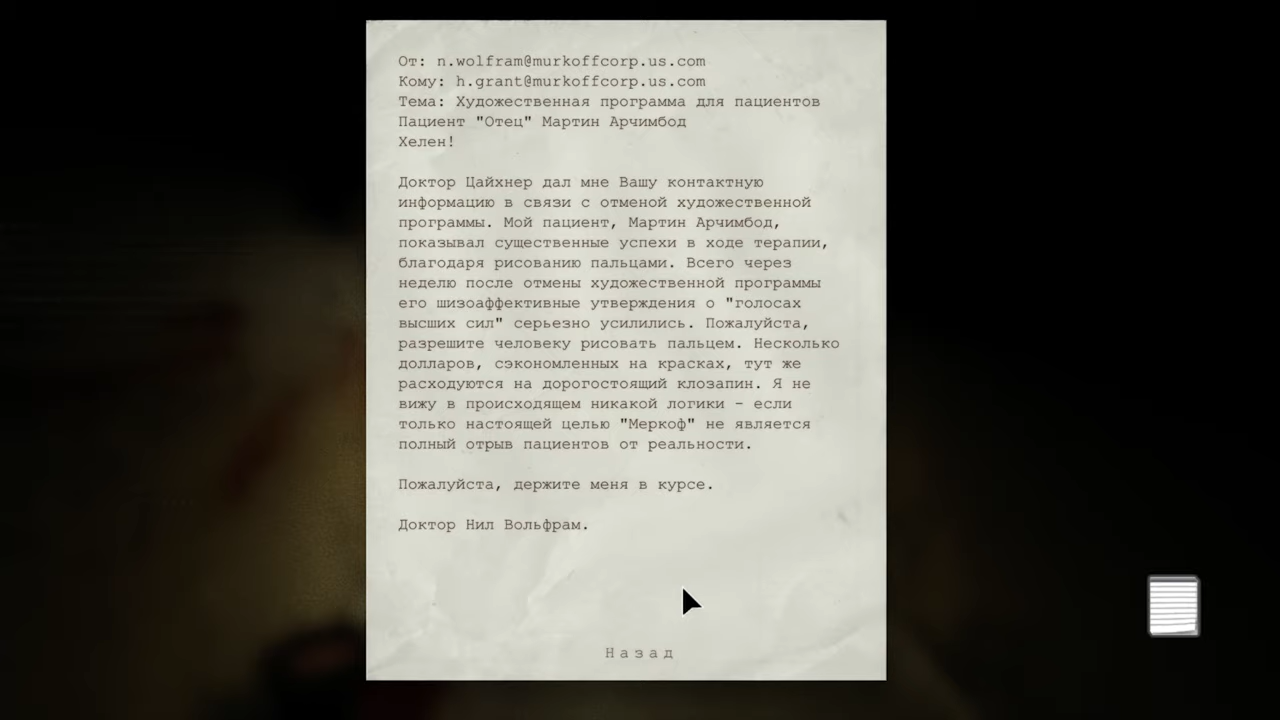 От: n.wolfram@murkoffcorp.us.com
Кому: h.grant@murkoffcorp.us.com
Тема: Художественная программа для пациентов
Пациент "Отец" Мартин Арчимбод
Хелен!
Доктор Цайхнер дал мне Вашу контактную
информацию в связи с отменой художественной
программы. Мой пациент, Мартин Арчимбод,
показывал существенные успехи в ходе терапии,
благодаря рисованию пальцами. Всего через
неделю после отмены художественной программы
его шизоаффективные утверждения о "голосах
высших сил" серьезно усилились. Пожалуйста,
разрешите человеку рисовать пальцем. Несколько
долларов, сэкономленных на красках, тут же
расходуются на дорогостоящий клозапин. Я не
вижу в происходящем никакой логики - если
только настоящей целью "Меркоф" не является
полный отрыв пациентов от реальности.
Пожалуйста, держите меня в курсе.
Доктор Нил Вольфрам.
Назад